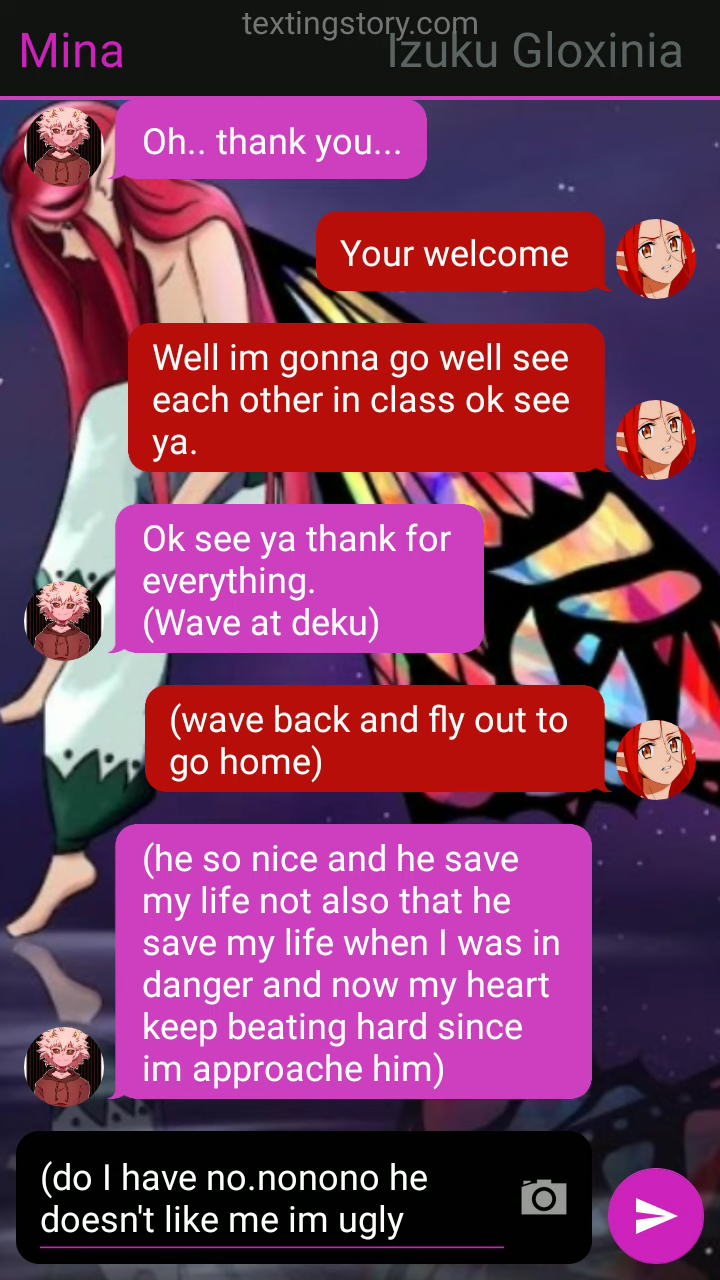 textingstory.com
Mina
Izuku Gloxinia
Oh.. thank you...
Your welcome
Well im gonna go well see
each other in class ok see
ya.
Ok see ya thank for
everything.
(Wave at deku)
(wave back and fly out to
go home)
(he so nice and he save
my life not also that he
save my life when I was in
danger and now my heart
keep beating hard since
im approache him)
(do I have no.nonono he
doesn't like me im ugly